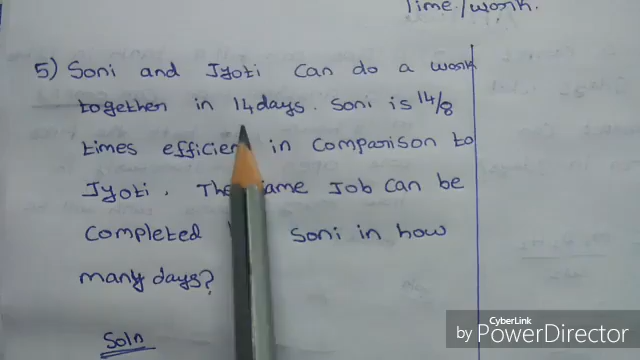 Time/work.
5) Soni and Jyoti can do a work
together in 14 days. Soni is 14/8
times efficien in comparison to
Jyoti. The ame Job can be
completed Soni in how
many days?
Soln
CyberLink
by PowerDirector